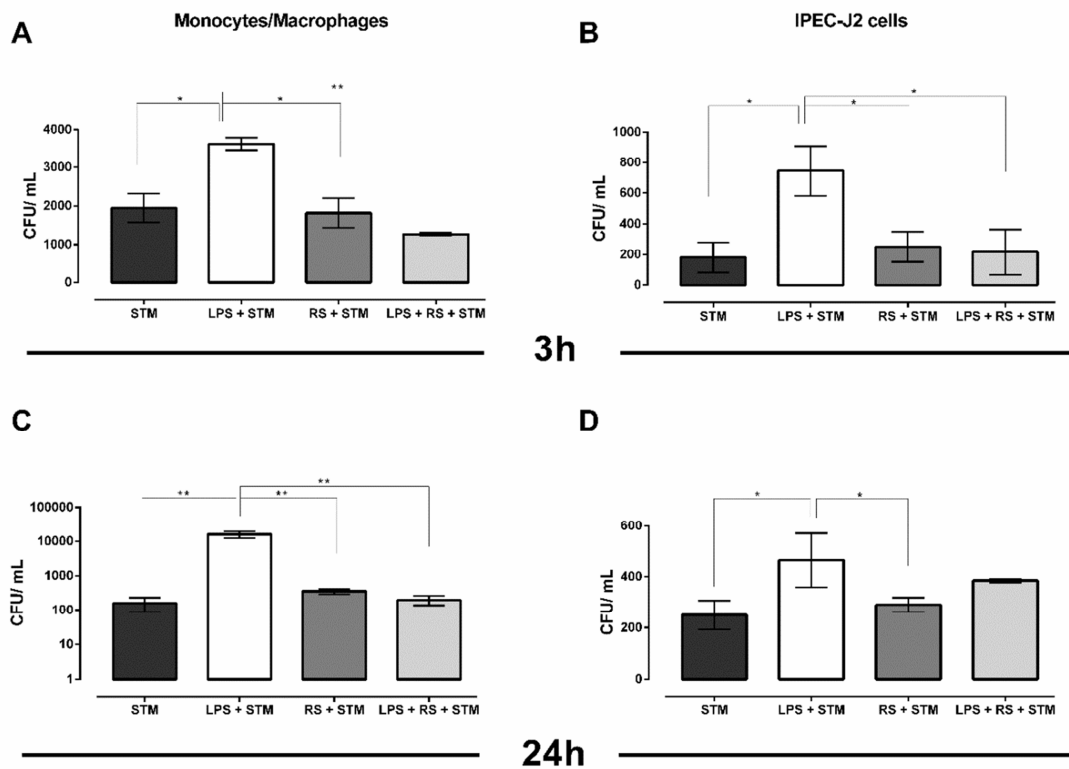 Monocytes/Macrophages
IPEC-J2 cells
A
**
*
*
4000
3000
2000
1000
0
CFU/ mL
STM
LPS + STM
RS + STM
LPS + RS + STM
B
*
*
*
1000
800
600
400
200
0
CFU/ mL
STM
LPS + STM
RS + STM
LPS + RS + STM
3h
C
**
**
**
100000
10000
1000
100
10
1
CFU/ mL
STM
LPS + STM
RS + STM
LPS + RS + STM
D
*
*
600
400
200
0
CFU/ mL
STM
LPS + STM
RS + STM
LPS + RS + STM
24h